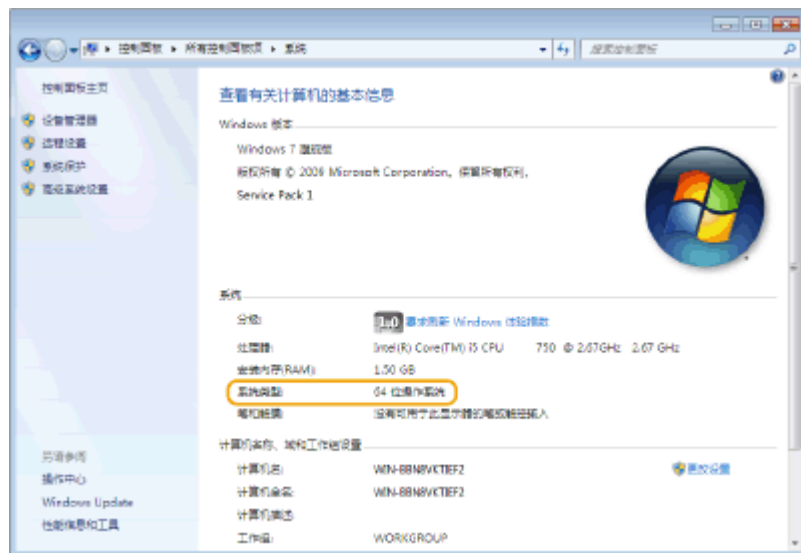 控制面板 ▸ 所有控制面板项 ▸ 系统
搜索控制面板
控制面板主页
设备管理器
远程设置
系统保护
高级系统设置
另请参阅
操作中心
Windows Update
性能信息和工具
查看有关计算机的基本信息
Windows 版本
Windows 7 旗舰版
版权所有 © 2009 Microsoft Corporation。保留所有权利。
Service Pack 1
系统
分级: 1.0 要求刷新 Windows 体验指数
处理器: Intel(R) Core(TM) i5 CPU 750 @ 2.67GHz 2.67 GHz
安装内存(RAM): 1.50 GB
系统类型: 64 位操作系统
笔和触摸: 没有可用于此显示器的笔或触控输入
计算机名称、域和工作组设置
计算机名: WIN-8BN8VKTIEF2 更改设置
计算机全名: WIN-8BN8VKTIEF2
计算机描述:
工作组: WORKGROUP